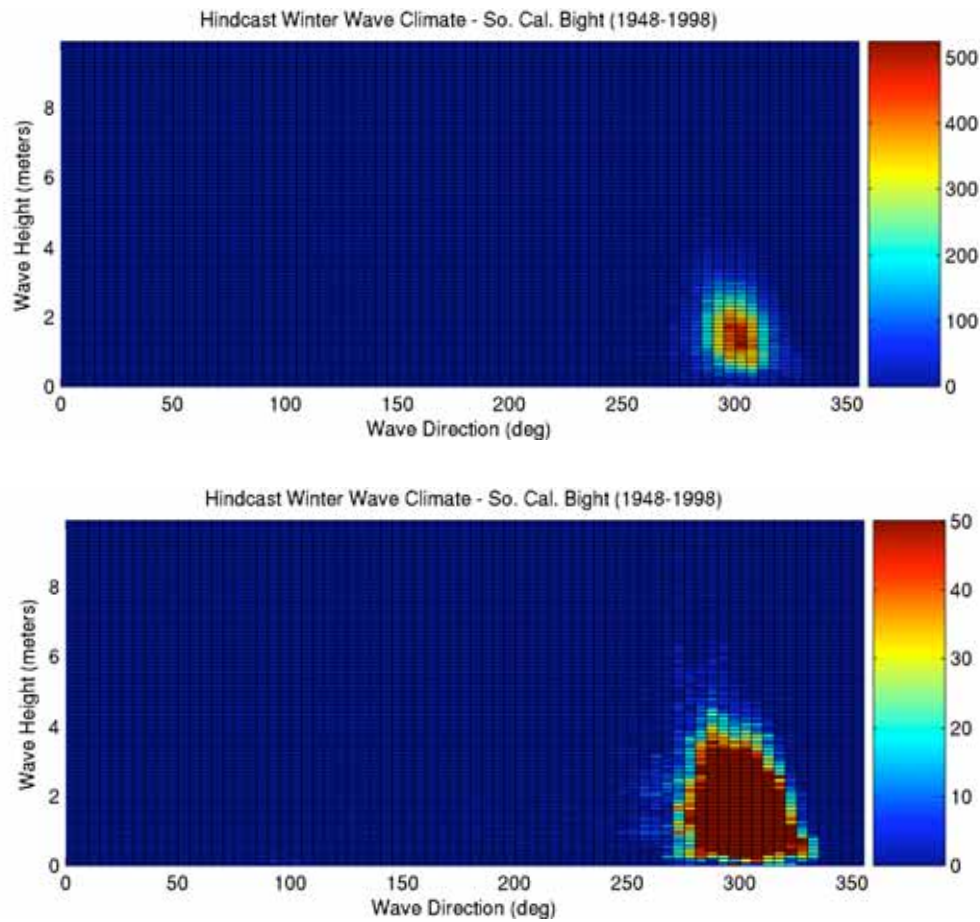 Hindcast Winter Wave Climate - So. Cal. Bight (1948-1998)
Wave Height (meters)
8
6
4
2
0
0 50 100 150 200 250 300 350
Wave Direction (deg)
500
400
300
200
100
0
Hindcast Winter Wave Climate - So. Cal. Bight (1948-1998)
Wave Height (meters)
8
6
4
2
0
0 50 100 150 200 250 300 350
Wave Direction (deg)
50
40
30
20
10
0